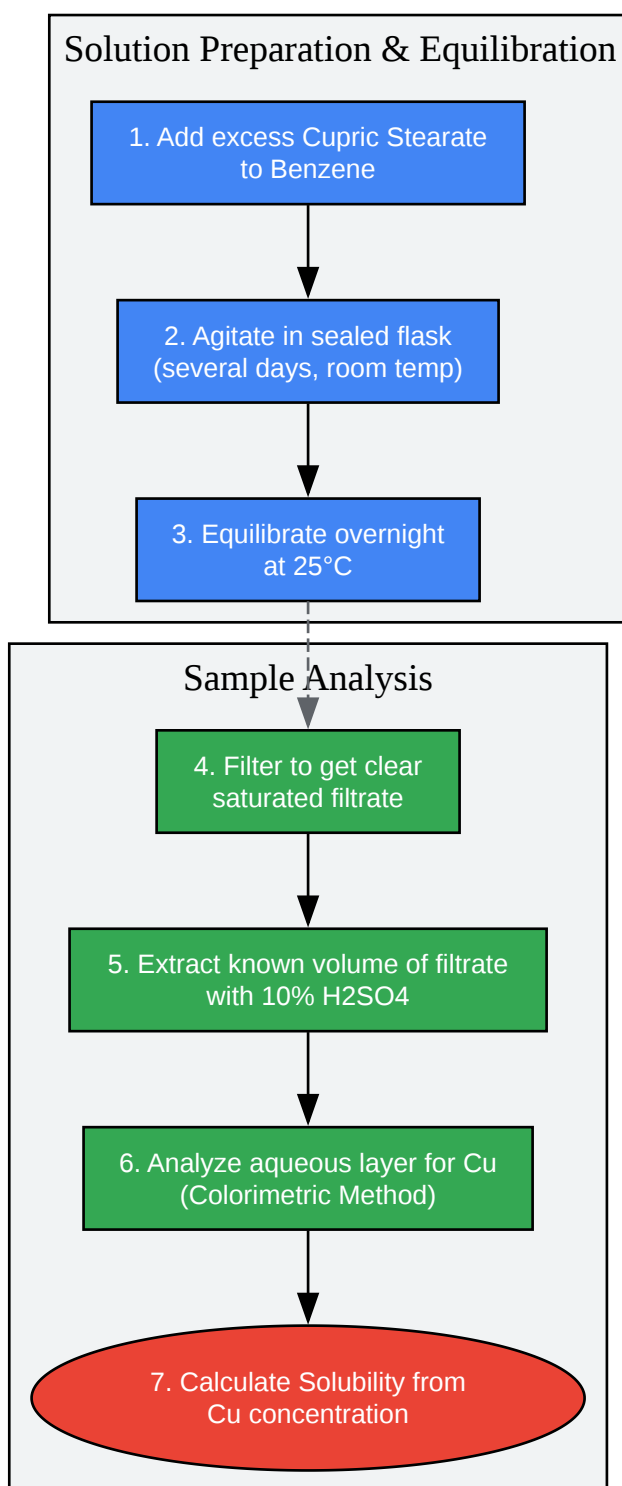 Solution Preparation & Equilibration
1. Add excess Cupric Stearate
to Benzene
2. Agitate in sealed flask
(several days, room temp)
3. Equilibrate overnight
at 25°C
Sample Analysis
4. Filter to get clear
saturated filtrate
5. Extract known volume of filtrate
with 10% H2SO4
6. Analyze aqueous layer for Cu
(Colorimetric Method)
7. Calculate Solubility from
Cu concentration